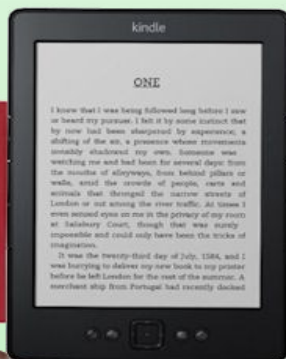 kindle
ONE
I knew that I was being followed long before I saw
or heard my pursuer. I felt it by some instinct that
by now had been sharpened by experience; a
shifting of the air, a presence whose movements
notably shadowed my own. Someone was
watching me and had been for several days: from
the mouths of alleyways, from behind pillars or
walls, amid the crowds of people, carts and
animals that thronged the narrow streets of
London or out among the river traffic. At times I
even sensed eyes on me in the privacy of my room
at Salisbury Court, though that was surely
impossible and could only have been the tricks of
imagination.
It was the twenty-third day of July, 1584, and I
was hurrying to deliver my new book to my printer
before he left London for the rest of the summer. A
merchant ship from Portugal had recently docked